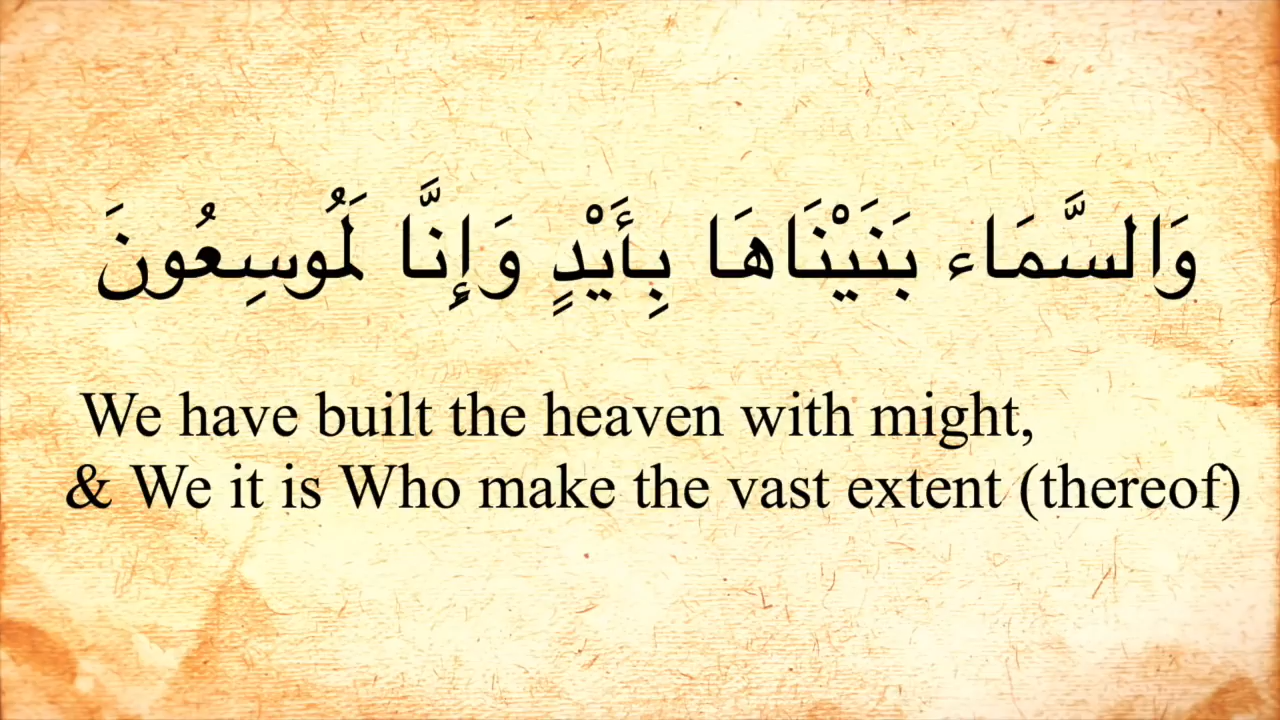 وَالسَّمَاء بَنَيْنَاهَا بِأَيْدٍ وَإِنَّا لَمُوسِعُونَ
We have built the heaven with might,
& We it is Who make the vast extent (thereof)